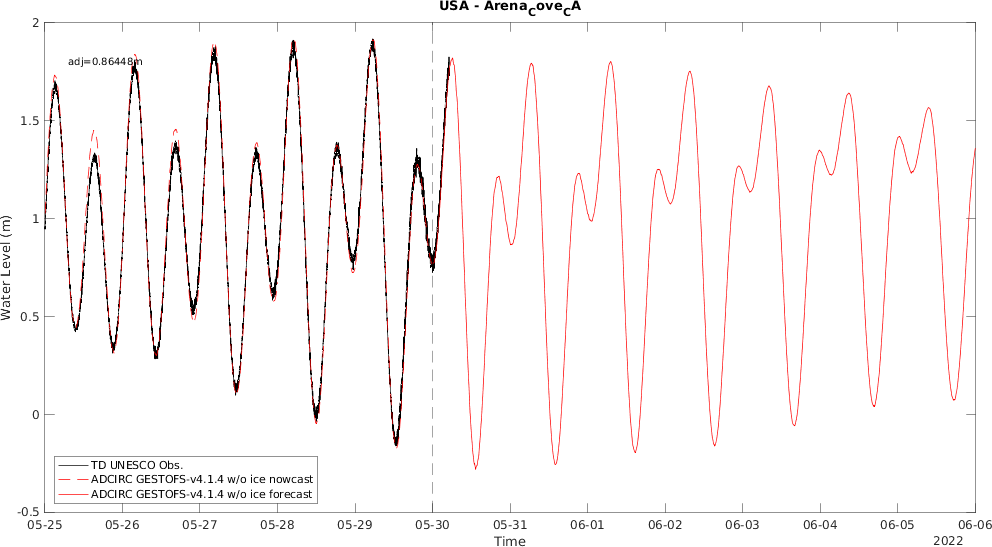 USA - Arena_Cove_CA
2
adj=0.86448m
1.5
1
Water Level (m)
0.5
0
TD UNESCO Obs.
ADCIRC GESTOFS-v4.1.4 w/o ice nowcast
ADCIRC GESTOFS-v4.1.4 w/o ice forecast
-0.5
05-25 05-26 05-27 05-28 05-29 05-30 05-31 06-01 06-02 06-03 06-04 06-05 06-06
Time
2022